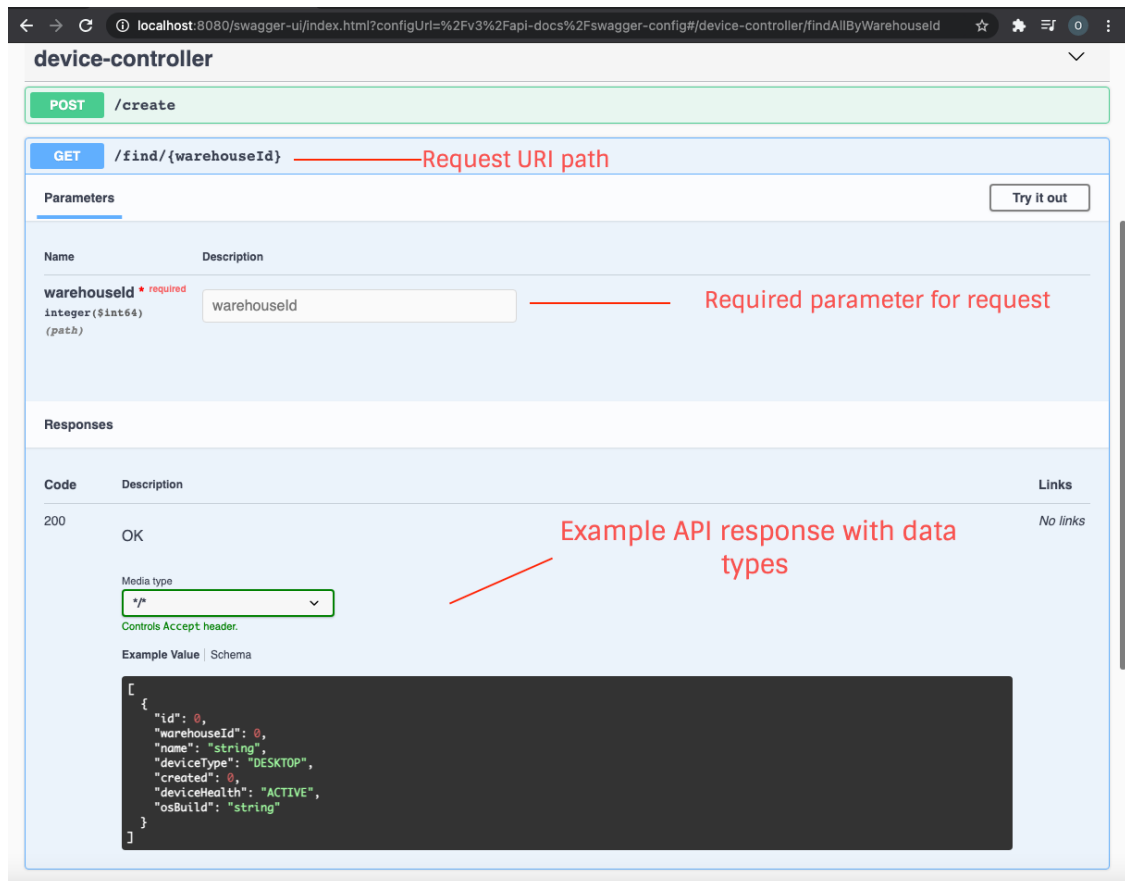 localhost:8080/swagger-ui/index.html?configUrl=%2Fv3%2Fapi-docs%2Fswagger-config#/device-controller/findAllByWarehouseId
O
device-controller
POST /create
GET /find/{warehouseId} Request URI path
Parameters Try it out
Name Description
warehouseId * required
integer($int64)
(path)
warehouseId
Required parameter for request
Responses
Code Description Links
200 OK No links
Example API response with data
types
Media type
*/*
Controls Accept header.
Example Value Schema
[
{
"id": 0,
"warehouseId": 0,
"name": "string",
"deviceType": "DESKTOP",
"created": 0,
"deviceHealth": "ACTIVE",
"osBuild": "string"
}
]